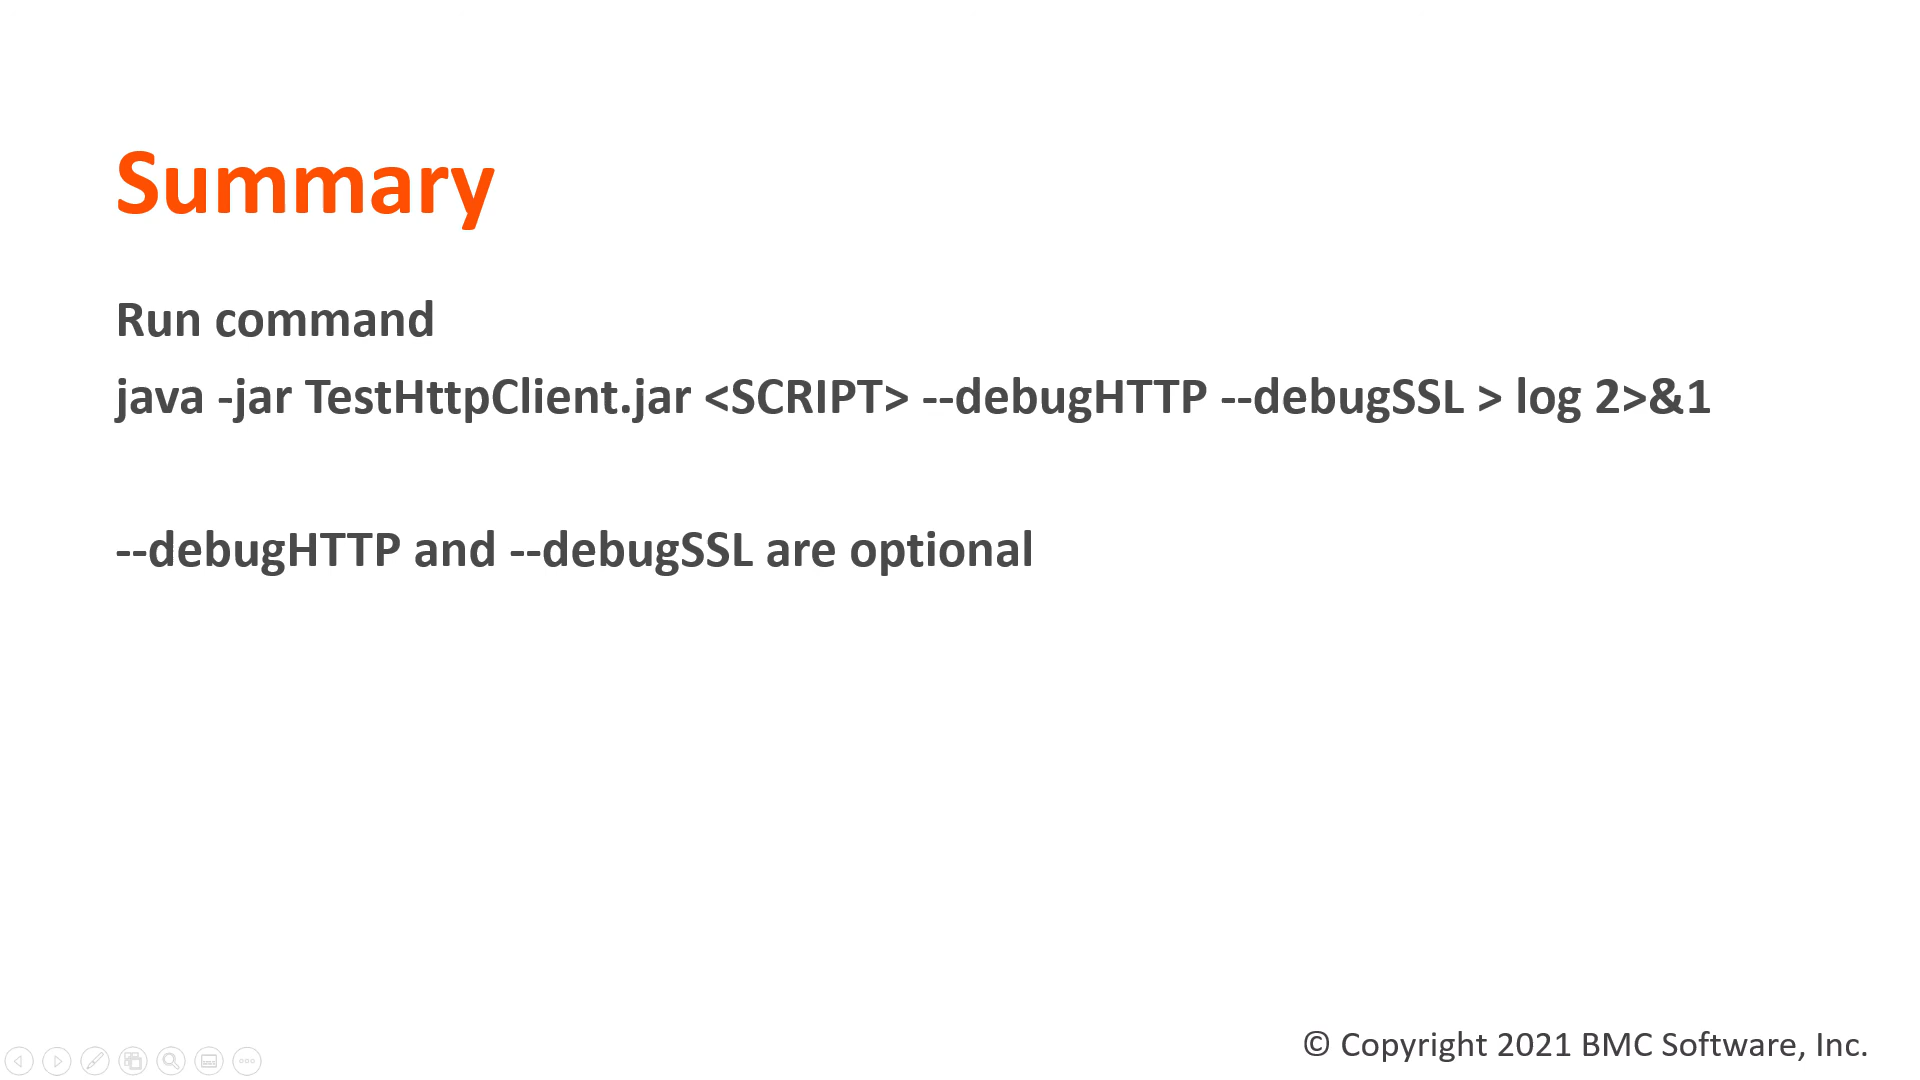 Summary
Run command
java -jar TestHttpClient.jar <SCRIPT> --debugHTTP --debugSSL > log 2>&1
--debugHTTP and --debugSSL are optional
© Copyright 2021 BMC Software, Inc.